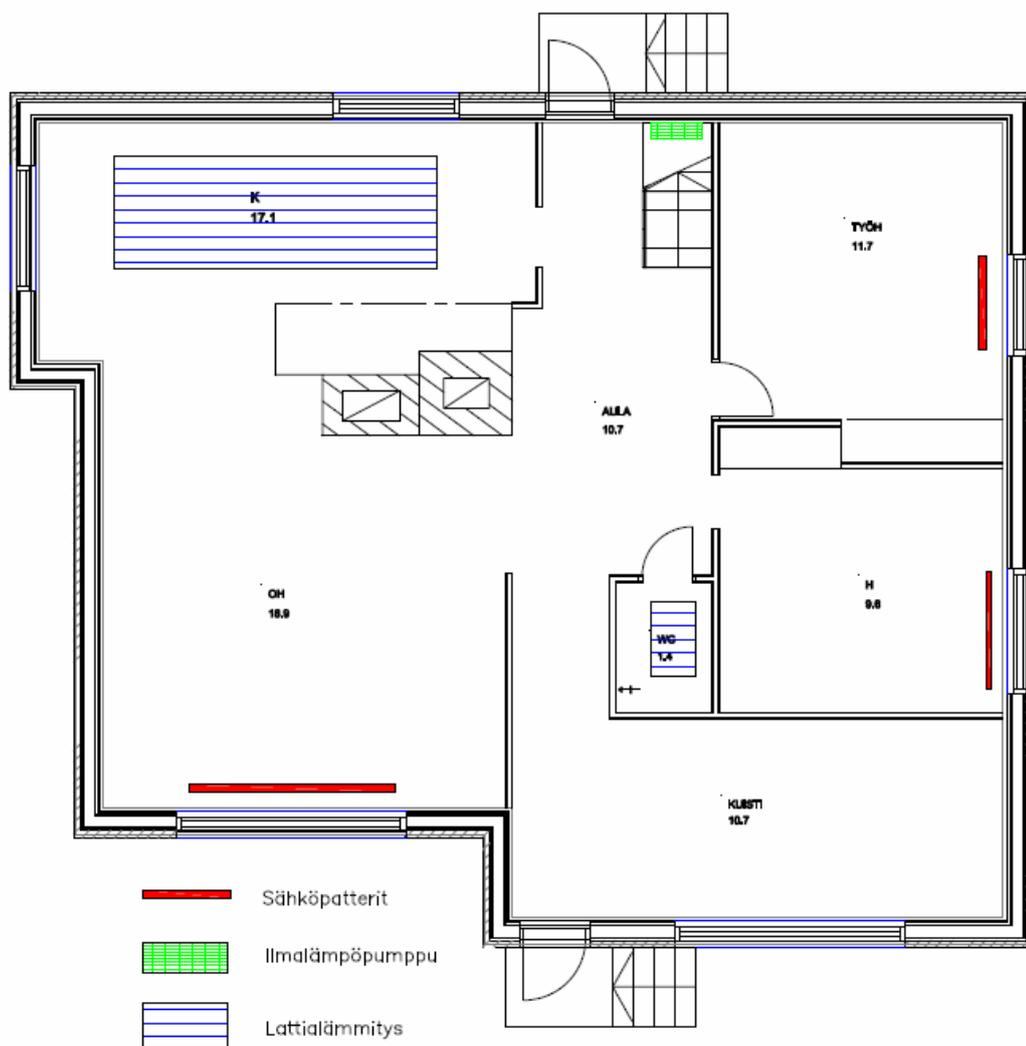 K
17.1
TYÖH
11.7
AULA
10.7
OH
18.9
H
9.6
WC
1.4
KUISTI
10.7
Sähköpatterit
Ilmalämpöpumppu
Lattialämmitys